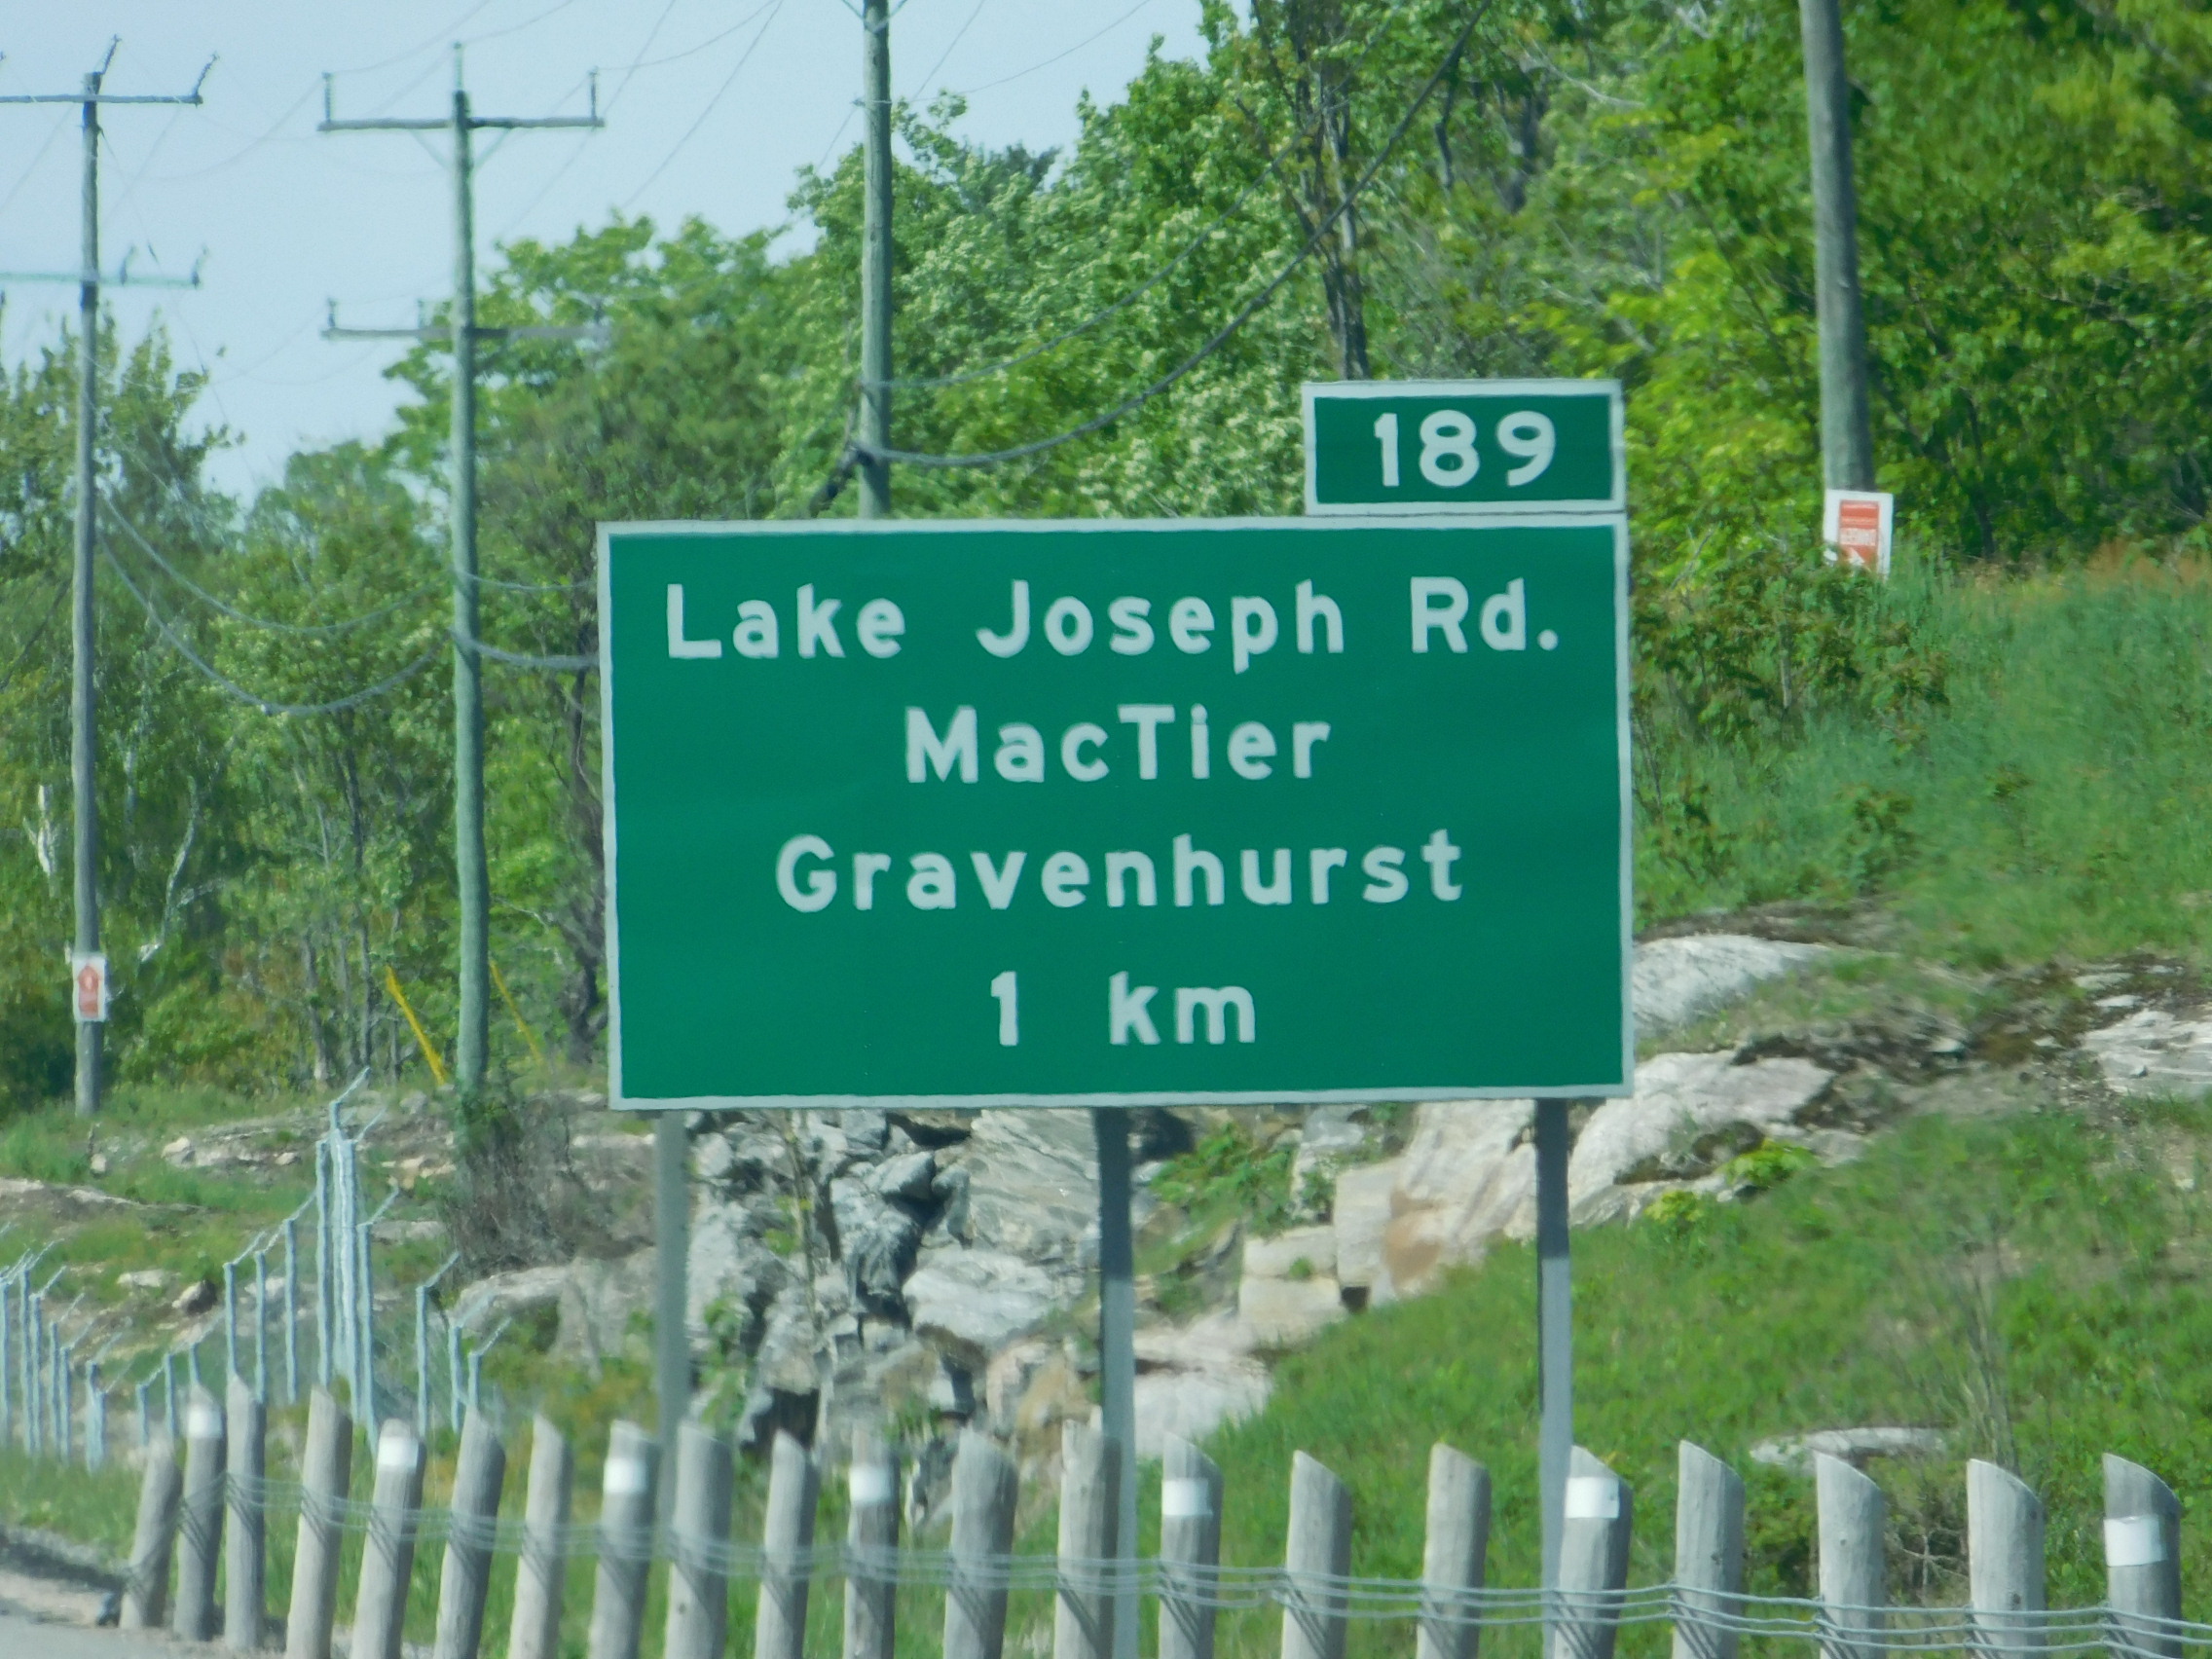 189
Lake Joseph Rd.
MacTier
Gravenhurst
1 km